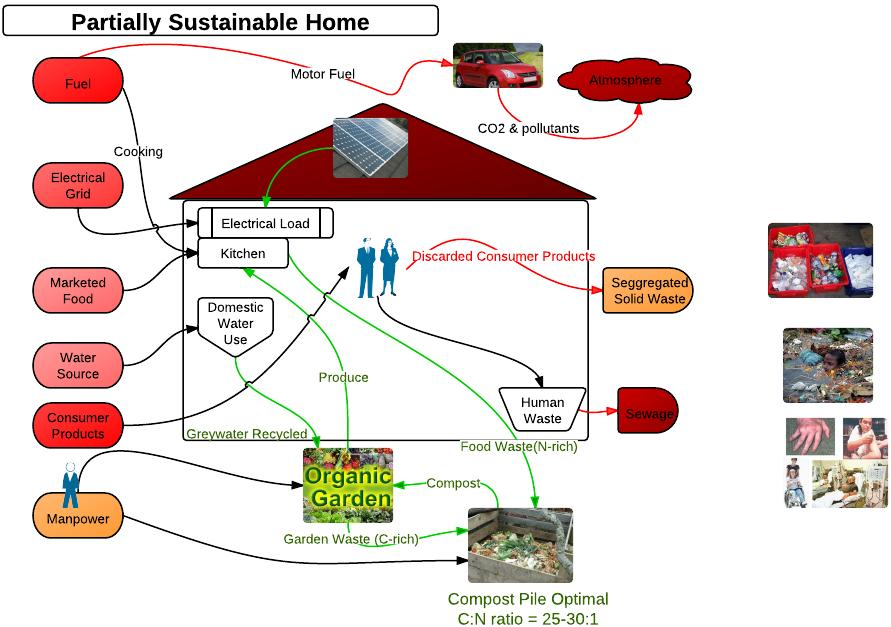 Partially Sustainable Home
Fuel
Motor Fuel
Atmosphere
CO2 & pollutants
Cooking
Electrical
Grid
Electrical Load
Kitchen
Discarded Consumer Products
Marketed
Food
Seggregated
Solid Waste
Domestic
Water
Use
Water
Source
Produce
Consumer
Products
Human
Waste
Sewage
Greywater Recycled
Food Waste(N-rich)
Organic
Garden
Compost
Manpower
Garden Waste (C-rich)
Compost Pile Optimal
C:N ratio = 25-30:1